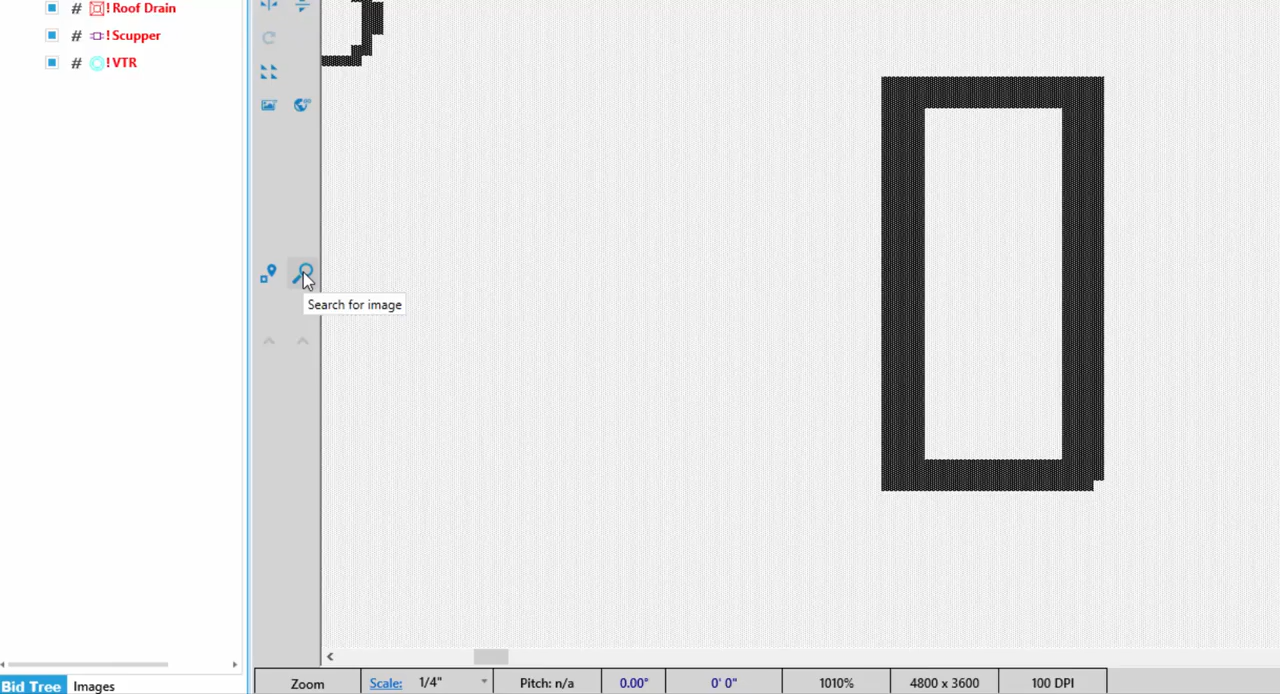 # ! Roof Drain
# ! Scupper
# ! VTR
Search for image
Bid Tree Images
Zoom Scale: 1/4" Pitch: n/a 0.00° 0' 0" 1010% 4800 x 3600 100 DPI